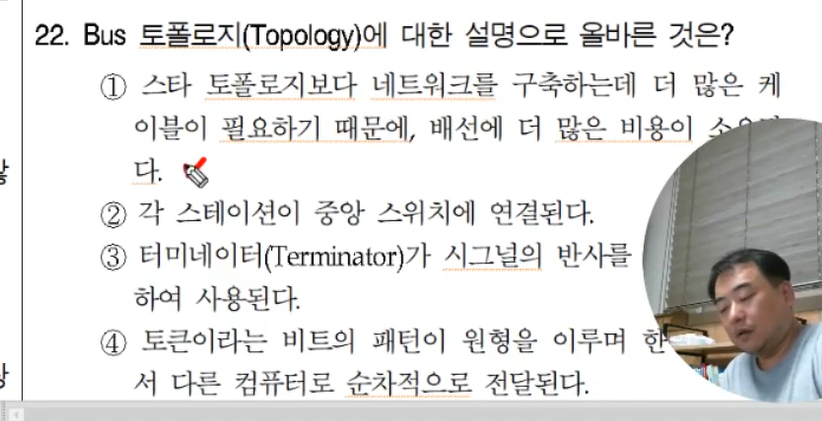 22. Bus 토폴로지(Topology)에 대한 설명으로 올바른 것은?
① 스타 토폴로지보다 네트워크를 구축하는데 더 많은 케
이블이 필요하기 때문에, 배선에 더 많은 비용이
다.
② 각 스테이션이 중앙 스위치에 연결된다.
③ 터미네이터(Terminator)가 시그널의 반사를
하여 사용된다.
④ 토큰이라는 비트의 패턴이 원형을 이루며
서 다른 컴퓨터로 순차적으로 전달된다.